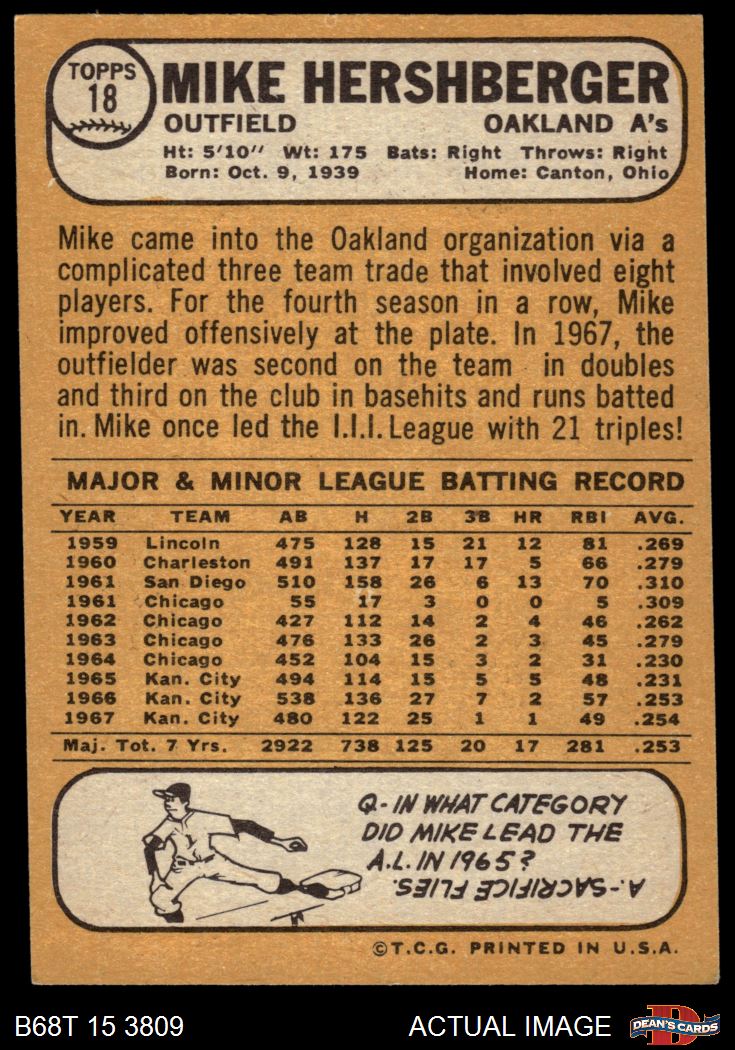 TOPPS
18
MIKE HERSHBERGER
OUTFIELD OAKLAND A's
Ht: 5'10" Wt: 175 Bats: Right Throws: Right
Born: Oct. 9, 1939 Home: Canton, Ohio
Mike came into the Oakland organization via a
complicated three team trade that involved eight
players. For the fourth season in a row, Mike
improved offensively at the plate. In 1967, the
outfielder was second on the team in doubles
and third on the club in basehits and runs batted
in. Mike once led the I.I.I. League with 21 triples!
MAJOR & MINOR LEAGUE BATTING RECORD
YEAR TEAM AB H 2B 3B HR RBI AVG.
1959 Lincoln 475 128 15 21 12 81 .269
1960 Charleston 491 137 17 17 5 66 .279
1961 San Diego 510 158 26 6 13 70 .310
1961 Chicago 55 17 3 0 0 5 .309
1962 Chicago 427 112 14 2 4 46 .262
1963 Chicago 476 133 26 2 3 45 .279
1964 Chicago 452 104 15 3 2 31 .230
1965 Kan. City 494 114 15 5 5 48 .231
1966 Kan. City 538 136 27 7 2 57 .253
1967 Kan. City 480 122 25 1 1 49 .254
Maj. Tot. 7 Yrs. 2922 738 125 20 17 281 .253
Q- IN WHAT CATEGORY
DID MIKE LEAD THE
A.L. IN 1965?
A.-SACRIFICE FLIES.
©T.C.G. PRINTED IN U.S.A.
B68T 15 3809 ACTUAL IMAGE D DEAN'S CARDS